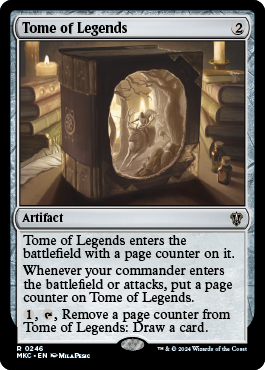 Tome of Legends 2
Artifact
Tome of Legends enters the
battlefield with a page counter on it.
Whenever your commander enters
the battlefield or attacks, put a page
counter on Tome of Legends.
1, , Remove a page counter from
Tome of Legends: Draw a card.
R 0246
MKC • EN MILA PESIC
™ & © 2024 Wizards of the Coast